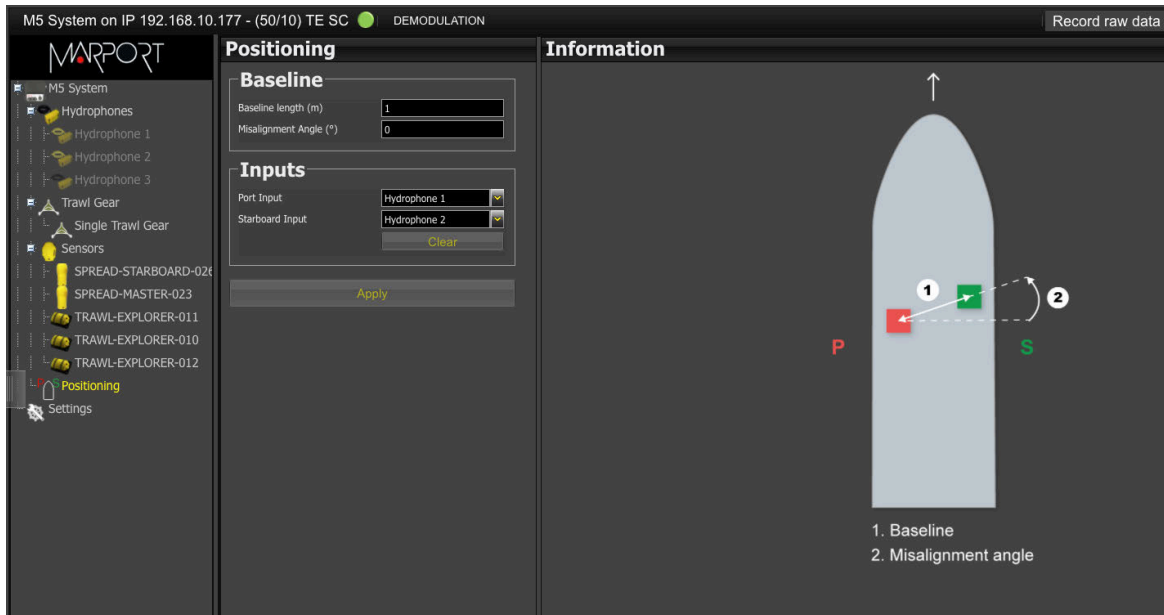 M5 System on IP 192.168.10.177 - (50/10) TE SC DEMODULATION Record raw data
MARPORT
M5 System
Hydrophones
Hydrophone 1
Hydrophone 2
Hydrophone 3
Trawl Gear
Single Trawl Gear
Sensors
SPREAD-STARBOARD-026
SPREAD-MASTER-023
TRAWL-EXPLORER-011
TRAWL-EXPLORER-010
TRAWL-EXPLORER-012
Positioning
Settings
Positioning
Baseline
Baseline length (m) 1
Misalignment Angle (°) 0
Inputs
Port Input Hydrophone 1
Starboard Input Hydrophone 2
Clear
Apply
Information
1
2
P
S
1. Baseline
2. Misalignment angle